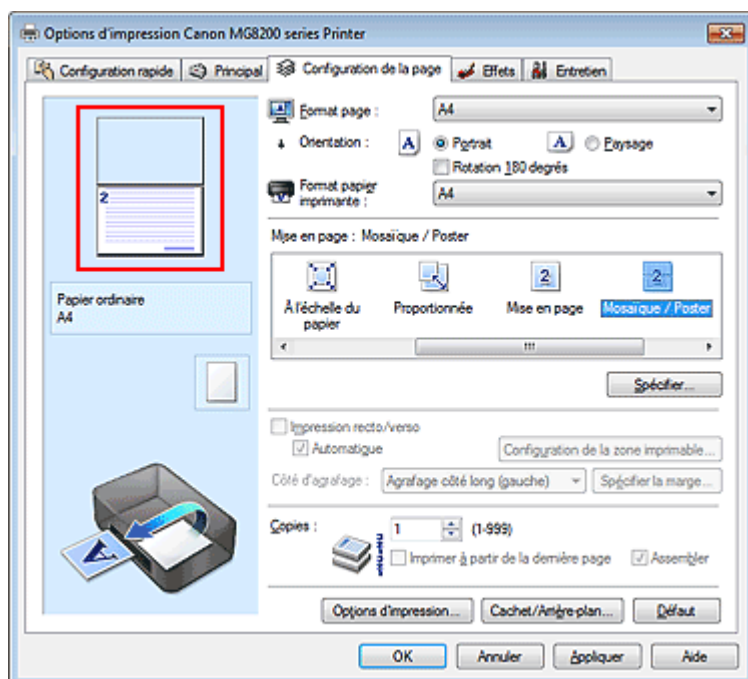 Options d'impression Canon MG8200 series Printer
Configuration rapide Principal Configuration de la page Effets Entretien
Format page : A4
Orientation : A Portrait A Paysage
Rotation 180 degrés
Format papier imprimante : A4
2
Papier ordinaire
A4
Mise en page : Mosaïque / Poster
2 2
À l'échelle du papier Proportionnée Mise en page Mosaïque / Poster
Spécifier...
Impression recto/verso
Automatique Configuration de la zone imprimable...
Côté d'agrafage : Agrafage côté long (gauche) Spécifier la marge...
A
Copies : 1 (1-999)
Imprimer à partir de la dernière page Assembler
Options d'impression... Cachet/Arrière-plan... Défaut
OK Annuler Appliquer Aide